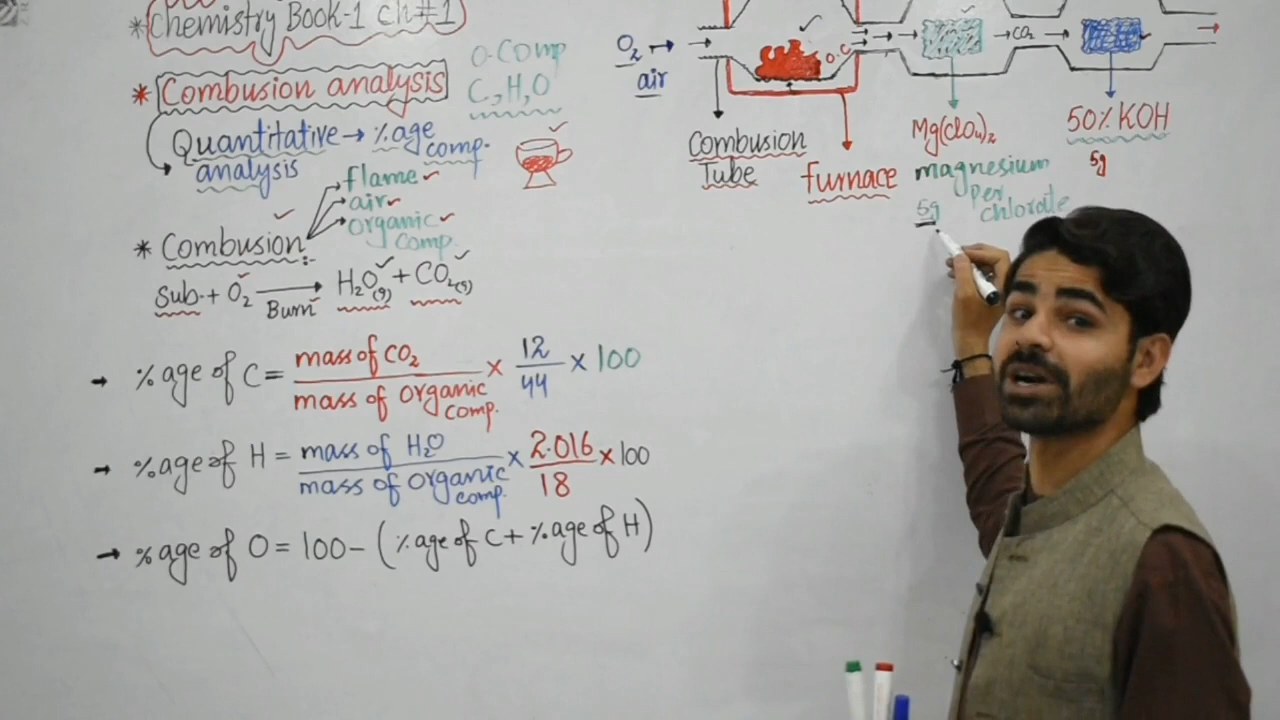 *Chemistry Book-1 Ch#1
* Combusion analysis
O-Comp
C,H,O
Quantitative → %age comp.
analysis
flame
air
organic comp.
* Combusion:-
Sub. + O2 → H2O(g) + CO2(g)
Burn
→ %age of C = mass of CO2 / mass of organic comp. × 12/44 × 100
→ %age of H = mass of H2O / mass of organic comp. × 2.016/18 × 100
→ %age of O = 100 - (%age of C + %age of H)
O2 →
air
O.C
→ CO2 →
Combusion
Tube
furnace
Mg(ClO4)2
magnesium
per
chlorate
5g
50% KOH
5g